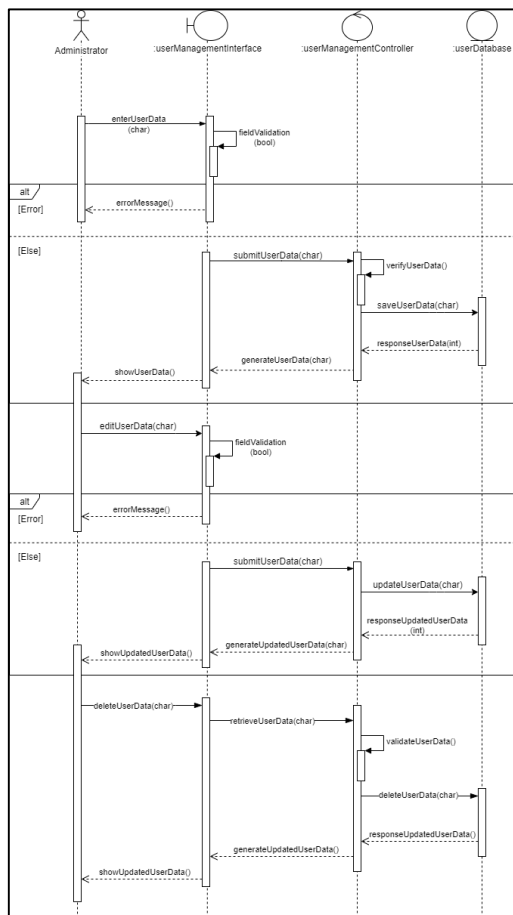 Administrator
:userManagementInterface
:userManagementController
:userDatabase
enterUserData
(char)
fieldValidation
(bool)
alt
[Error]
errorMessage()
[Else]
submitUserData(char)
verifyUserData()
saveUserData(char)
responseUserData(int)
generateUserData(char)
showUserData()
editUserData(char)
fieldValidation
(bool)
alt
[Error]
errorMessage()
[Else]
submitUserData(char)
updateUserData(char)
responseUpdatedUserData
(int)
generateUpdatedUserData(char)
showUpdatedUserData()
deleteUserData(char)
retrieveUserData(char)
validateUserData()
deleteUserData(char)
responseUpdatedUserData()
generateUpdatedUserData()
showUpdatedUserData()